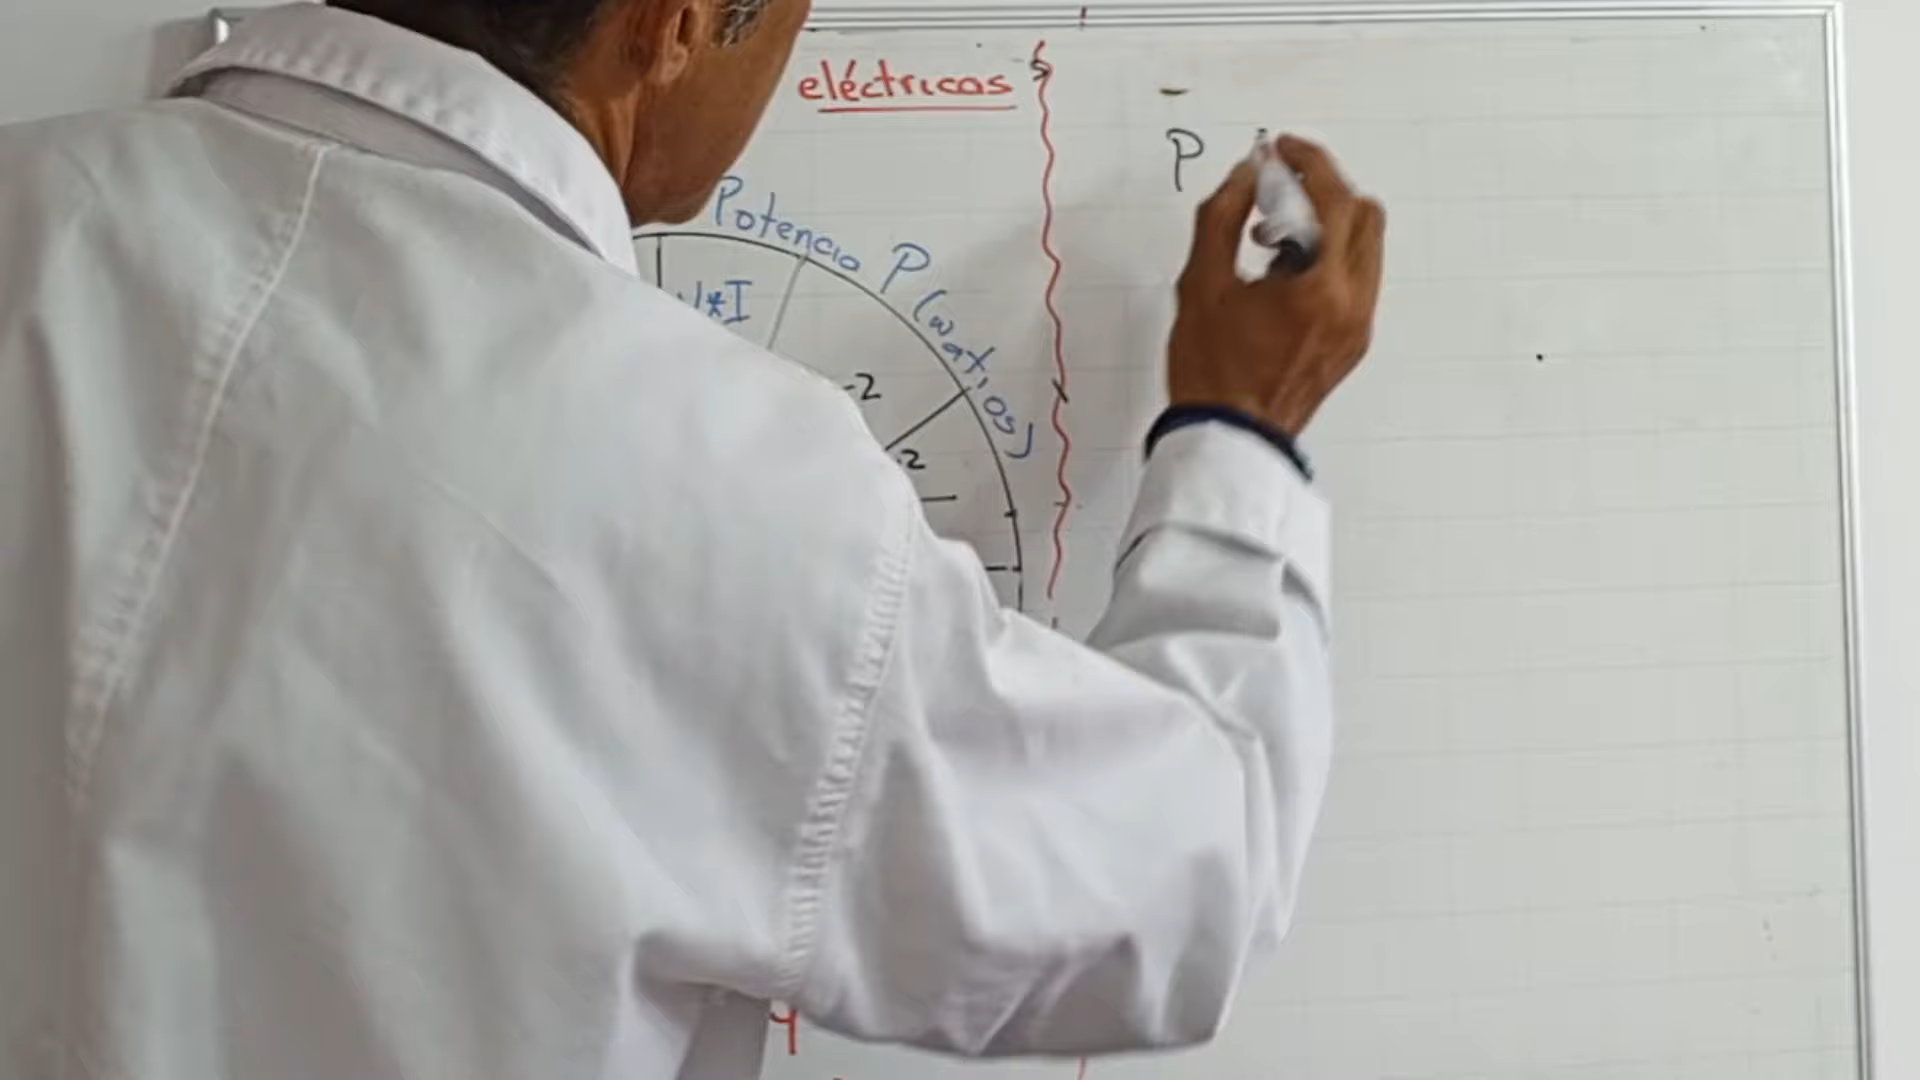 eléctricas
P
Potencia P (watios)
V*I
2
2